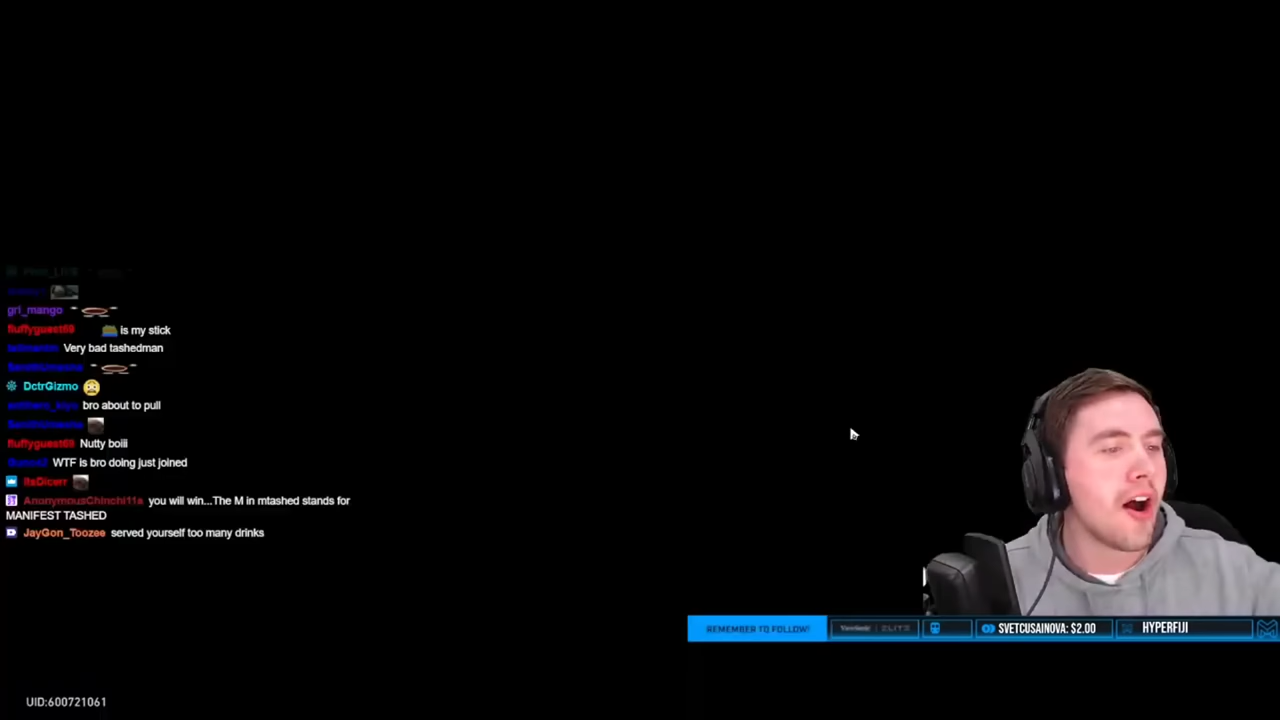 grl_mango
fluffyguest69 is my stick
Very bad tashedman
DctrGizmo
bro about to pull
fluffyguest69 Nutty boiii
WTF is bro doing just joined
ItsDicerr
AnonymousChinchi11a you will win...The M in mtashed stands for
MANIFEST TASHED
JayGon_Toozee served yourself too many drinks
REMEMBER TO FOLLOW! ELITE SVETCUSAINOVA: $2.00 HYPERFIJI
UID:600721061